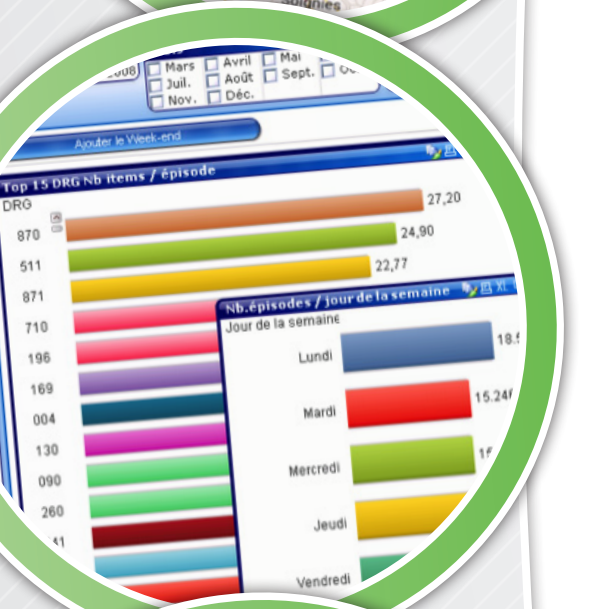 Soignies
Mars Avril Mai
Juil. Août Sept.
Nov. Déc.
Ajouter le Week-end
Top 15 DRG Nb items / épisode
DRG
870 27,20
511 24,90
871 22,77
710
196
169
004
130
090
260
Nb.épisodes / jour de la semaine
Jour de la semaine
Lundi
Mardi
Mercredi
Jeudi
Vendredi